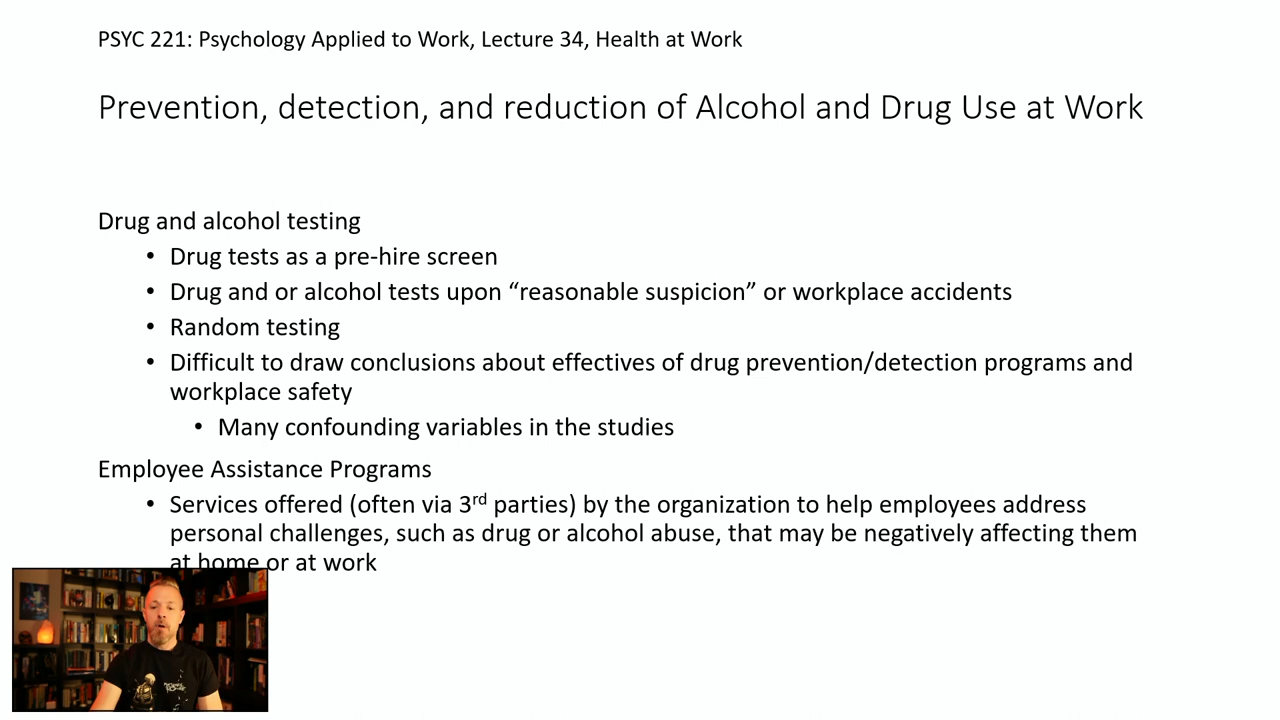 PSYC 221: Psychology Applied to Work, Lecture 34, Health at Work
Prevention, detection, and reduction of Alcohol and Drug Use at Work
Drug and alcohol testing
• Drug tests as a pre-hire screen
• Drug and or alcohol tests upon “reasonable suspicion” or workplace accidents
• Random testing
• Difficult to draw conclusions about effectives of drug prevention/detection programs and
workplace safety
• Many confounding variables in the studies
Employee Assistance Programs
• Services offered (often via 3rd parties) by the organization to help employees address
personal challenges, such as drug or alcohol abuse, that may be negatively affecting them
at home or at work